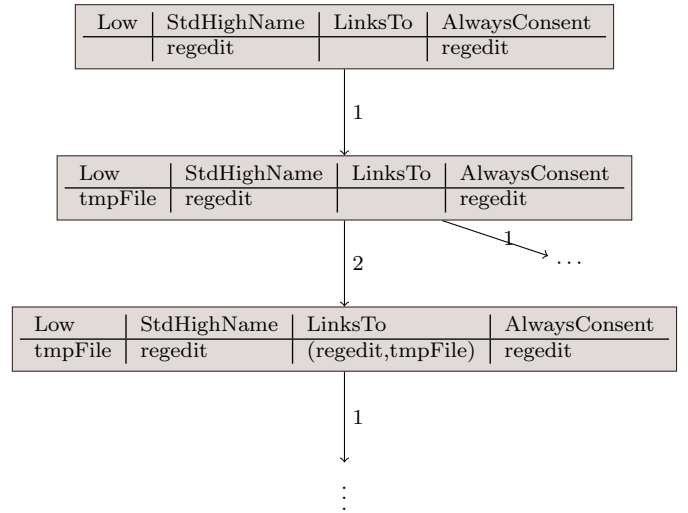 Low StdHighName LinksTo AlwaysConsent
regedit regedit
1
Low StdHighName LinksTo AlwaysConsent
tmpFile regedit regedit
1
2 ...
Low StdHighName LinksTo AlwaysConsent
tmpFile regedit (regedit,tmpFile) regedit
1
⋮